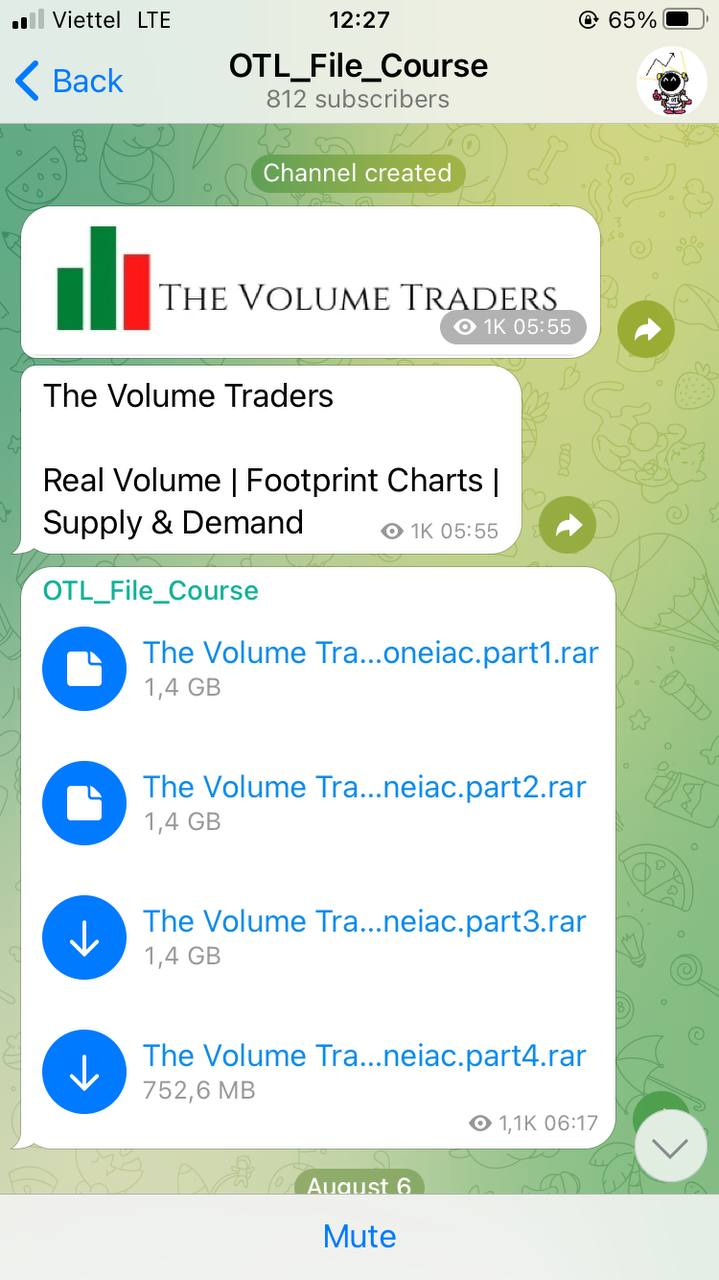 Viettel LTE 12:27 65%
Back
OTL_File_Course
812 subscribers
Channel created
THE VOLUME TRADERS
1K 05:55
The Volume Traders
Real Volume | Footprint Charts |
Supply & Demand 1K 05:55
OTL_File_Course
The Volume Tra...oneiac.part1.rar
1,4 GB
The Volume Tra...neiac.part2.rar
1,4 GB
The Volume Tra...neiac.part3.rar
1,4 GB
The Volume Tra...neiac.part4.rar
752,6 MB
1,1K 06:17
August 6
Mute